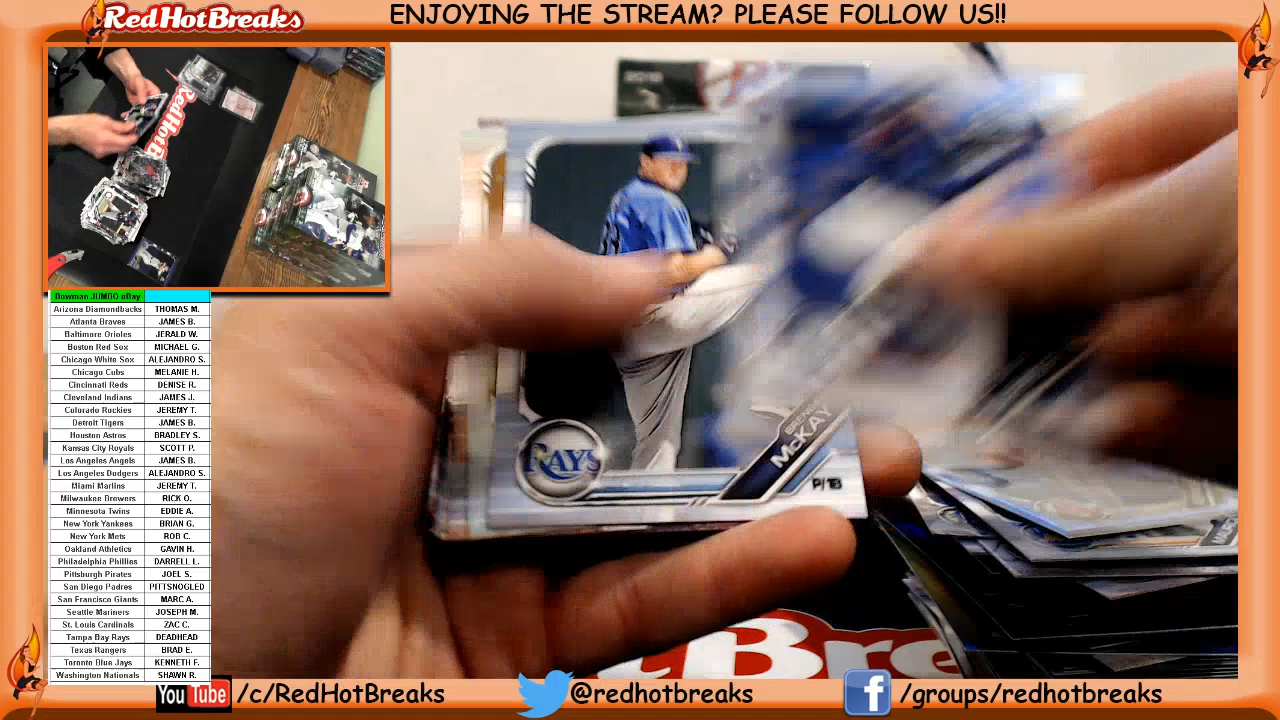 RedHotBreaks
ENJOYING THE STREAM? PLEASE FOLLOW US!!
RedHot
Bowman JUMBO eBay
Arizona Diamondbacks THOMAS M.
Atlanta Braves JAMES B.
Baltimore Orioles JERALD W.
Boston Red Sox MICHAEL G.
Chicago White Sox ALEJANDRO S.
Chicago Cubs MELANIE H.
Cincinnati Reds DENISE R.
Cleveland Indians JAMES J.
Colorado Rockies JEREMY T.
Detroit Tigers JAMES B.
Houston Astros BRADLEY S.
Kansas City Royals SCOTT P.
Los Angeles Angels JAMES B.
Los Angeles Dodgers ALEJANDRO S.
Miami Marlins JEREMY T.
Milwaukee Brewers RICK O.
Minnesota Twins EDDIE A.
New York Yankees BRIAN G.
New York Mets ROB C.
Oakland Athletics GAVIN H.
Philadelphia Phillies DARRELL L.
Pittsburgh Pirates JOEL S.
San Diego Padres PITTSNOGLED
San Francisco Giants MARC A.
Seattle Mariners JOSEPH M.
St. Louis Cardinals ZAC C.
Tampa Bay Rays DEADHEAD
Texas Rangers BRAD E.
Toronto Blue Jays KENNETH F.
Washington Nationals SHAWN R.
RAYS
McKAY
P/1B
tBre
YouTube /c/RedHotBreaks
@redhotbreaks
f /groups/redhotbreaks